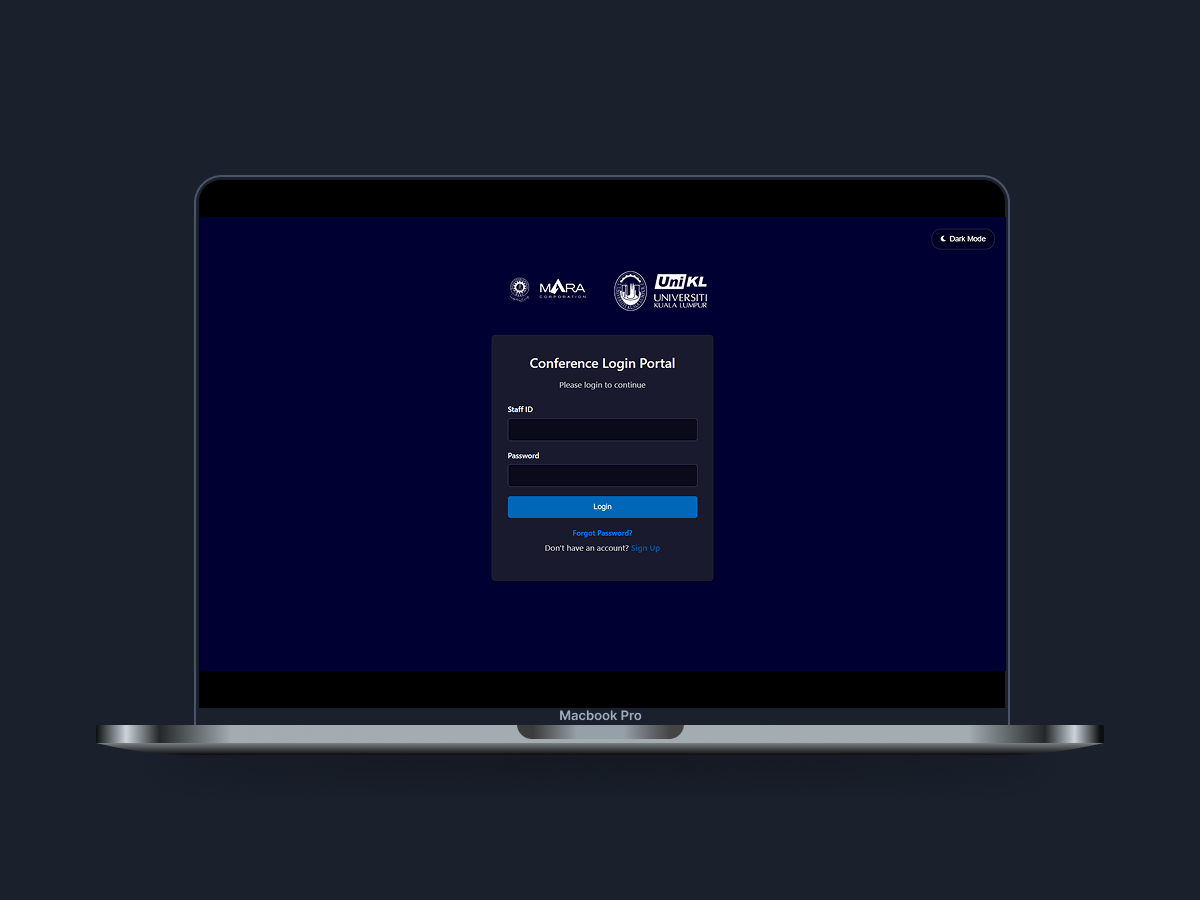 Dark Mode
MARA
CORPORATION
UniKL
UNIVERSITI
KUALA LUMPUR
Conference Login Portal
Please login to continue
Staff ID
Password
Login
Forgot Password?
Don't have an account? Sign Up
Macbook Pro